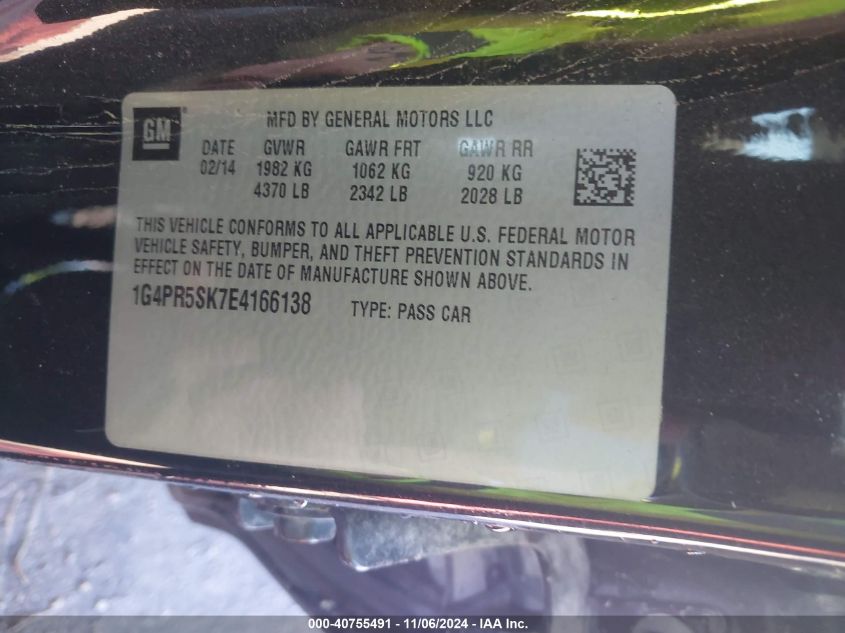 GM®
MFD BY GENERAL MOTORS LLC
DATE GVWR GAWR FRT GAWR RR
02/14 1982 KG 1062 KG 920 KG
4370 LB 2342 LB 2028 LB
THIS VEHICLE CONFORMS TO ALL APPLICABLE U.S. FEDERAL MOTOR
VEHICLE SAFETY, BUMPER, AND THEFT PREVENTION STANDARDS IN
EFFECT ON THE DATE OF MANUFACTURE SHOWN ABOVE.
1G4PR5SK7E4166138 TYPE: PASS CAR
000-40755491 - 11/06/2024 - IAA Inc.